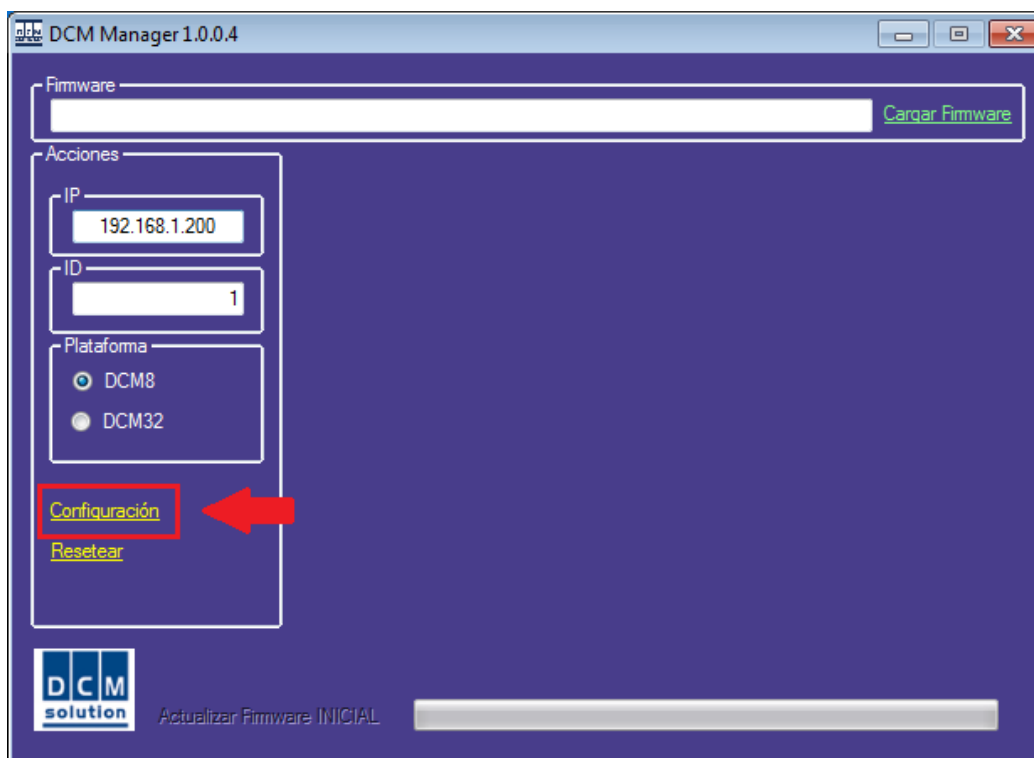 DCM Manager 1.0.0.4
Firmware
Cargar Firmware
Acciones
IP
192.168.1.200
ID
1
Plataforma
DCM8
DCM32
Configuración
Resetear
DCM
solution
Actualizar Firmware INICIAL